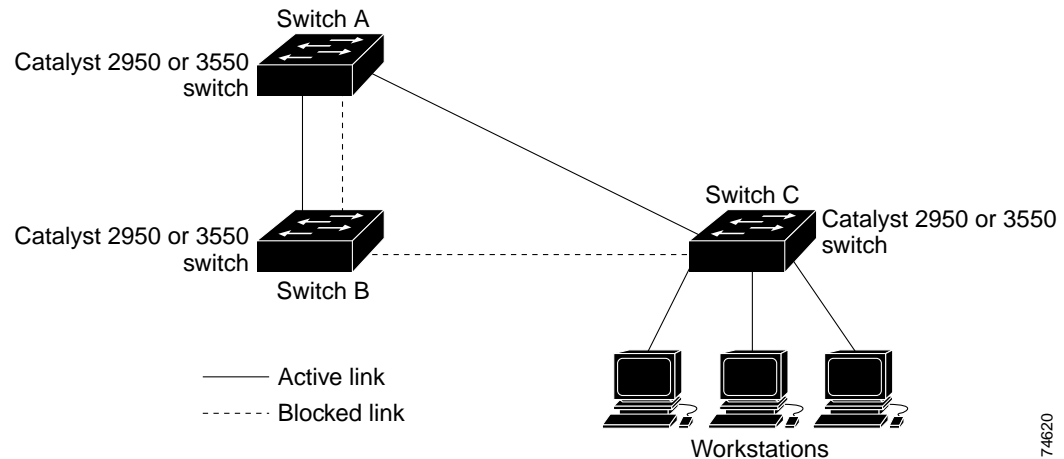 Switch A
Catalyst 2950 or 3550
switch
Switch C
Catalyst 2950 or 3550
switch
Catalyst 2950 or 3550
switch
Switch B
Active link
Blocked link
Workstations
74620